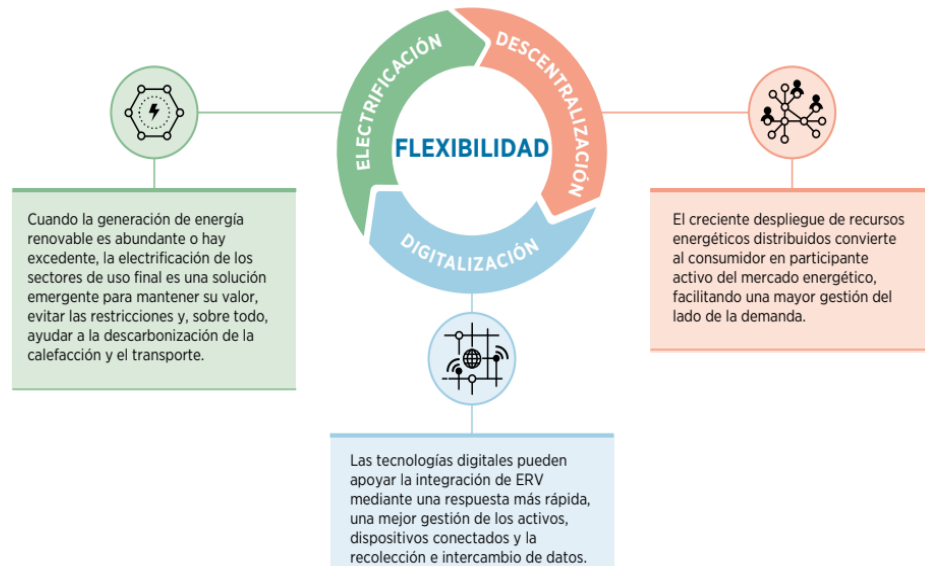 ELECTRIFICACIÓN
DESCENTRALIZACIÓN
FLEXIBILIDAD
DIGITALIZACIÓN
Cuando la generación de energía
renovable es abundante o hay
excedente, la electrificación de los
sectores de uso final es una solución
emergente para mantener su valor,
evitar las restricciones y, sobre todo,
ayudar a la descarbonización de la
calefacción y el transporte.
El creciente despliegue de recursos
energéticos distribuidos convierte
al consumidor en participante
activo del mercado energético,
facilitando una mayor gestión del
lado de la demanda.
Las tecnologías digitales pueden
apoyar la integración de ERV
mediante una respuesta más rápida,
una mejor gestión de los activos,
dispositivos conectados y la
recolección e intercambio de datos.